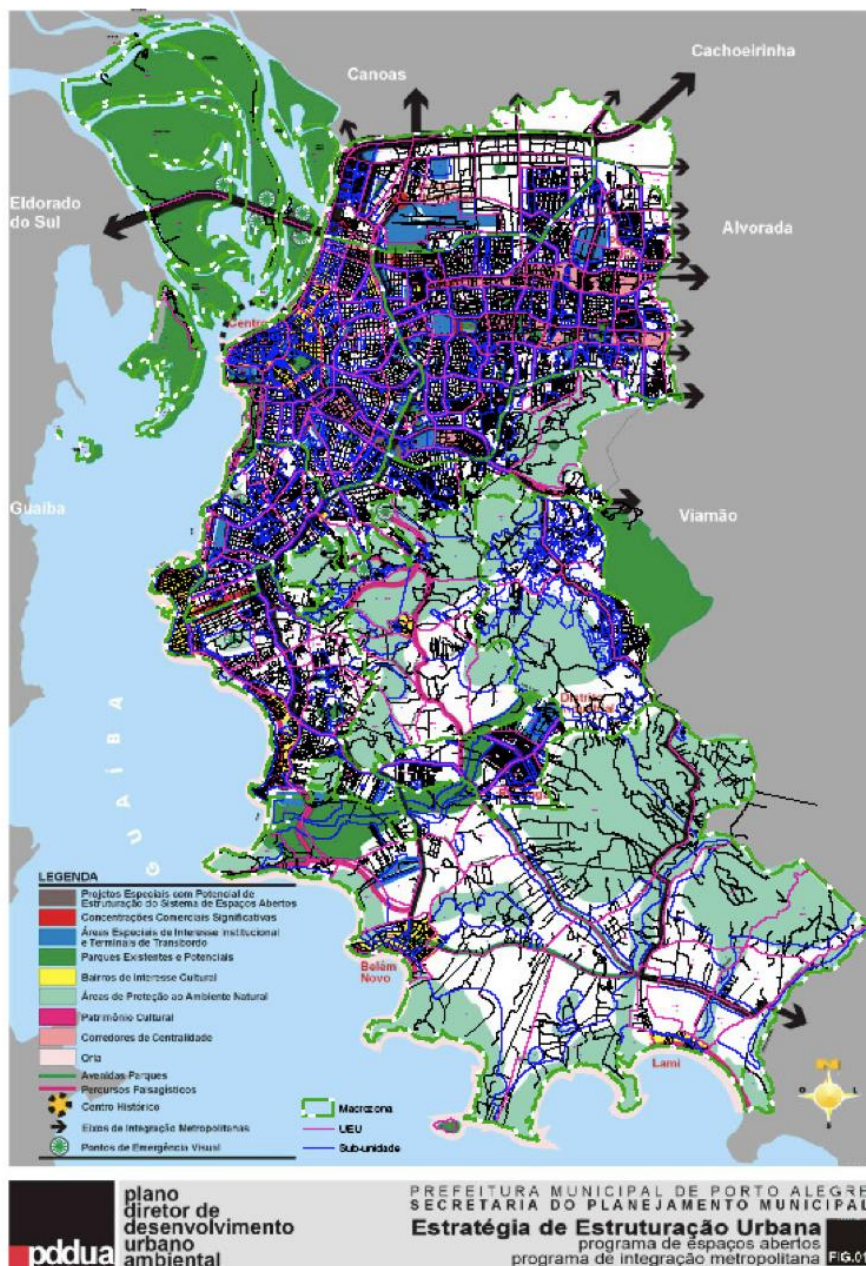 Cachoeirinha
Canoas
Eldorado
do Sul
Alvorada
Centro
Guaíba
Viamão
GUAÍBA
Belém
Novo
Lami
LEGENDA
Projetos Especiais com Potencial de
Estruturação do Sistema de Espaços Abertos
Concentrações Comerciais Significativas
Áreas Especiais de Interesse Institucional
e Terminais de Transbordo
Parques Existentes e Potenciais
Bairros de Interesse Cultural
Áreas de Proteção ao Ambiente Natural
Patrimônio Cultural
Corredores de Centralidade
Orla
Avenidas Parques
Percursos Paisagísticos
Centro Histórico
Eixos de Integração Metropolitanas
Pontos de Emergência Visual
Macrozona
UEU
Sub-unidade
O
L
S
pddua
plano
diretor de
desenvolvimento
urbano
ambiental
PREFEITURA MUNICIPAL DE PORTO ALEGRE
SECRETARIA DO PLANEJAMENTO MUNICIPAL
Estratégia de Estruturação Urbana
programa de espaços abertos
programa de integração metropolitana
FIG.01